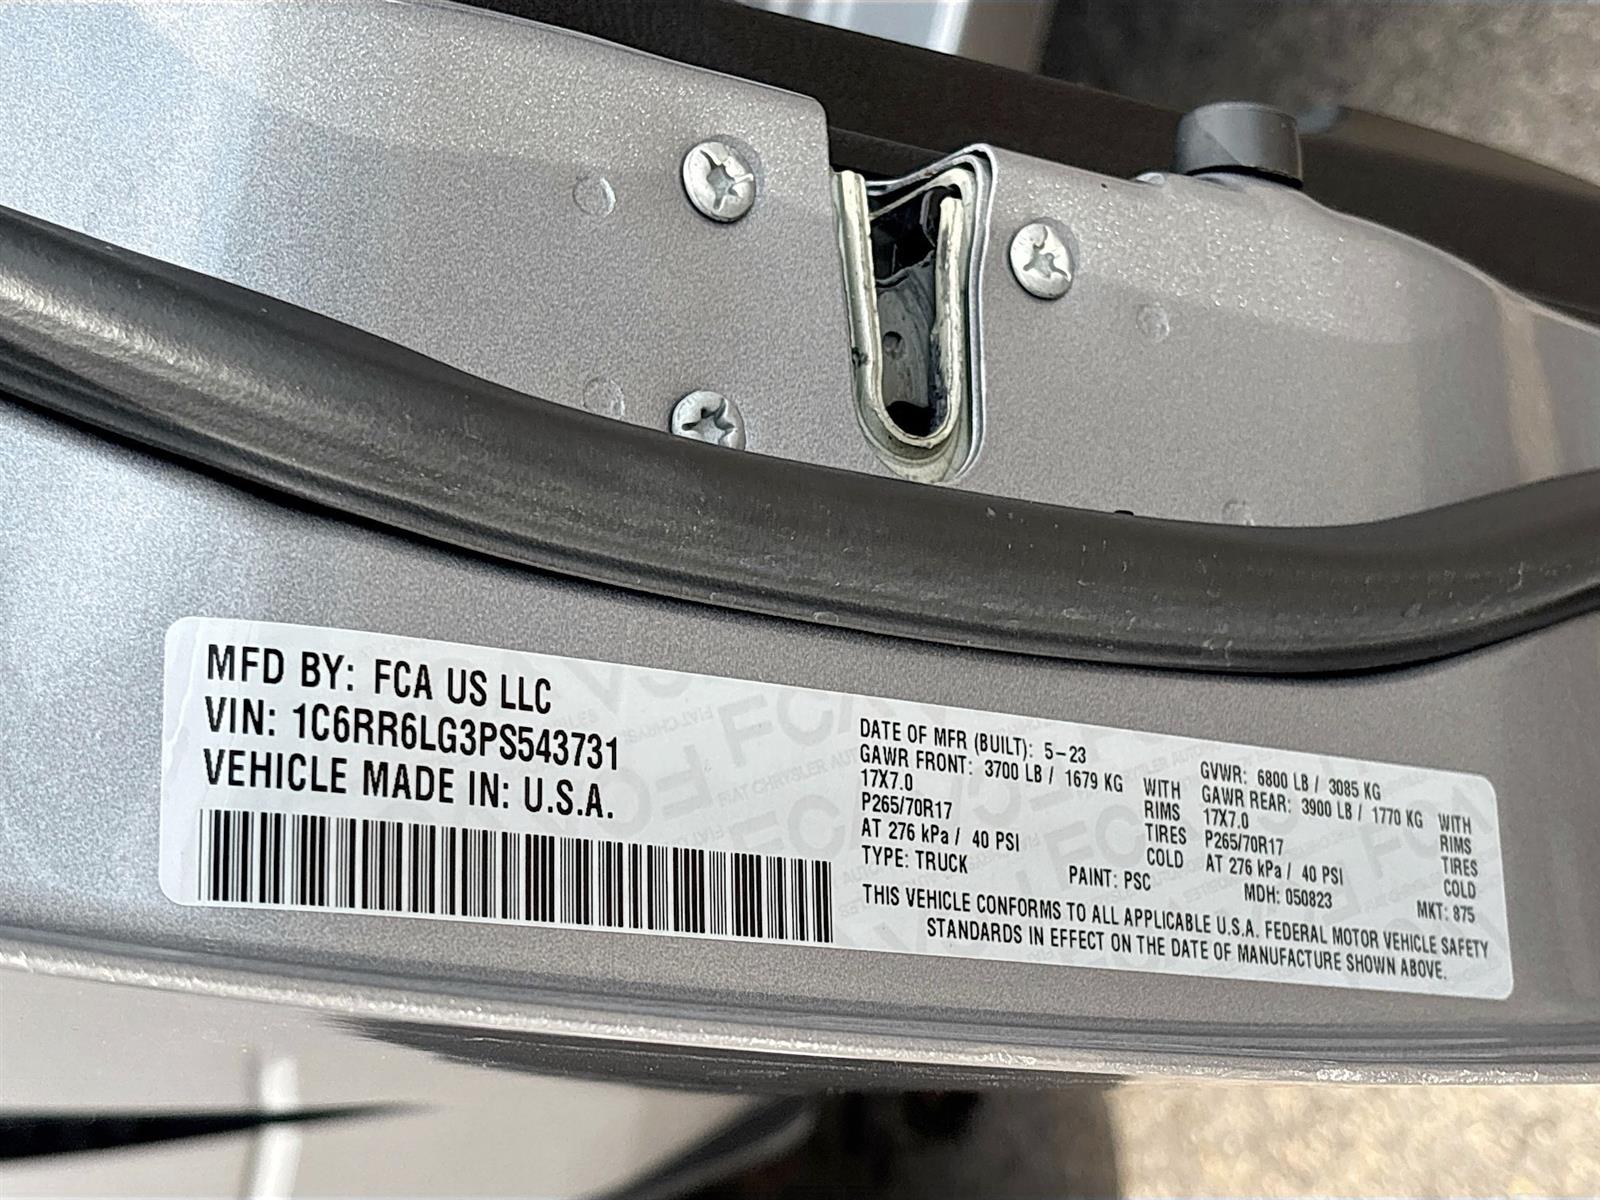 MFD BY: FCA US LLC
VIN: 1C6RR6LG3PS543731
VEHICLE MADE IN: U.S.A.
DATE OF MFR (BUILT): 5-23
GAWR FRONT: 3700 LB / 1679 KG WITH
17X7.0 RIMS
P265/70R17 TIRES
AT 276 kPa / 40 PSI COLD
TYPE: TRUCK
GVWR: 6800 LB / 3085 KG
GAWR REAR: 3900 LB / 1770 KG WITH
17X7.0 RIMS
P265/70R17 TIRES
AT 276 kPa / 40 PSI COLD
PAINT: PSC MDH: 050823 MKT: 875
THIS VEHICLE CONFORMS TO ALL APPLICABLE U.S.A. FEDERAL MOTOR VEHICLE SAFETY
STANDARDS IN EFFECT ON THE DATE OF MANUFACTURE SHOWN ABOVE.